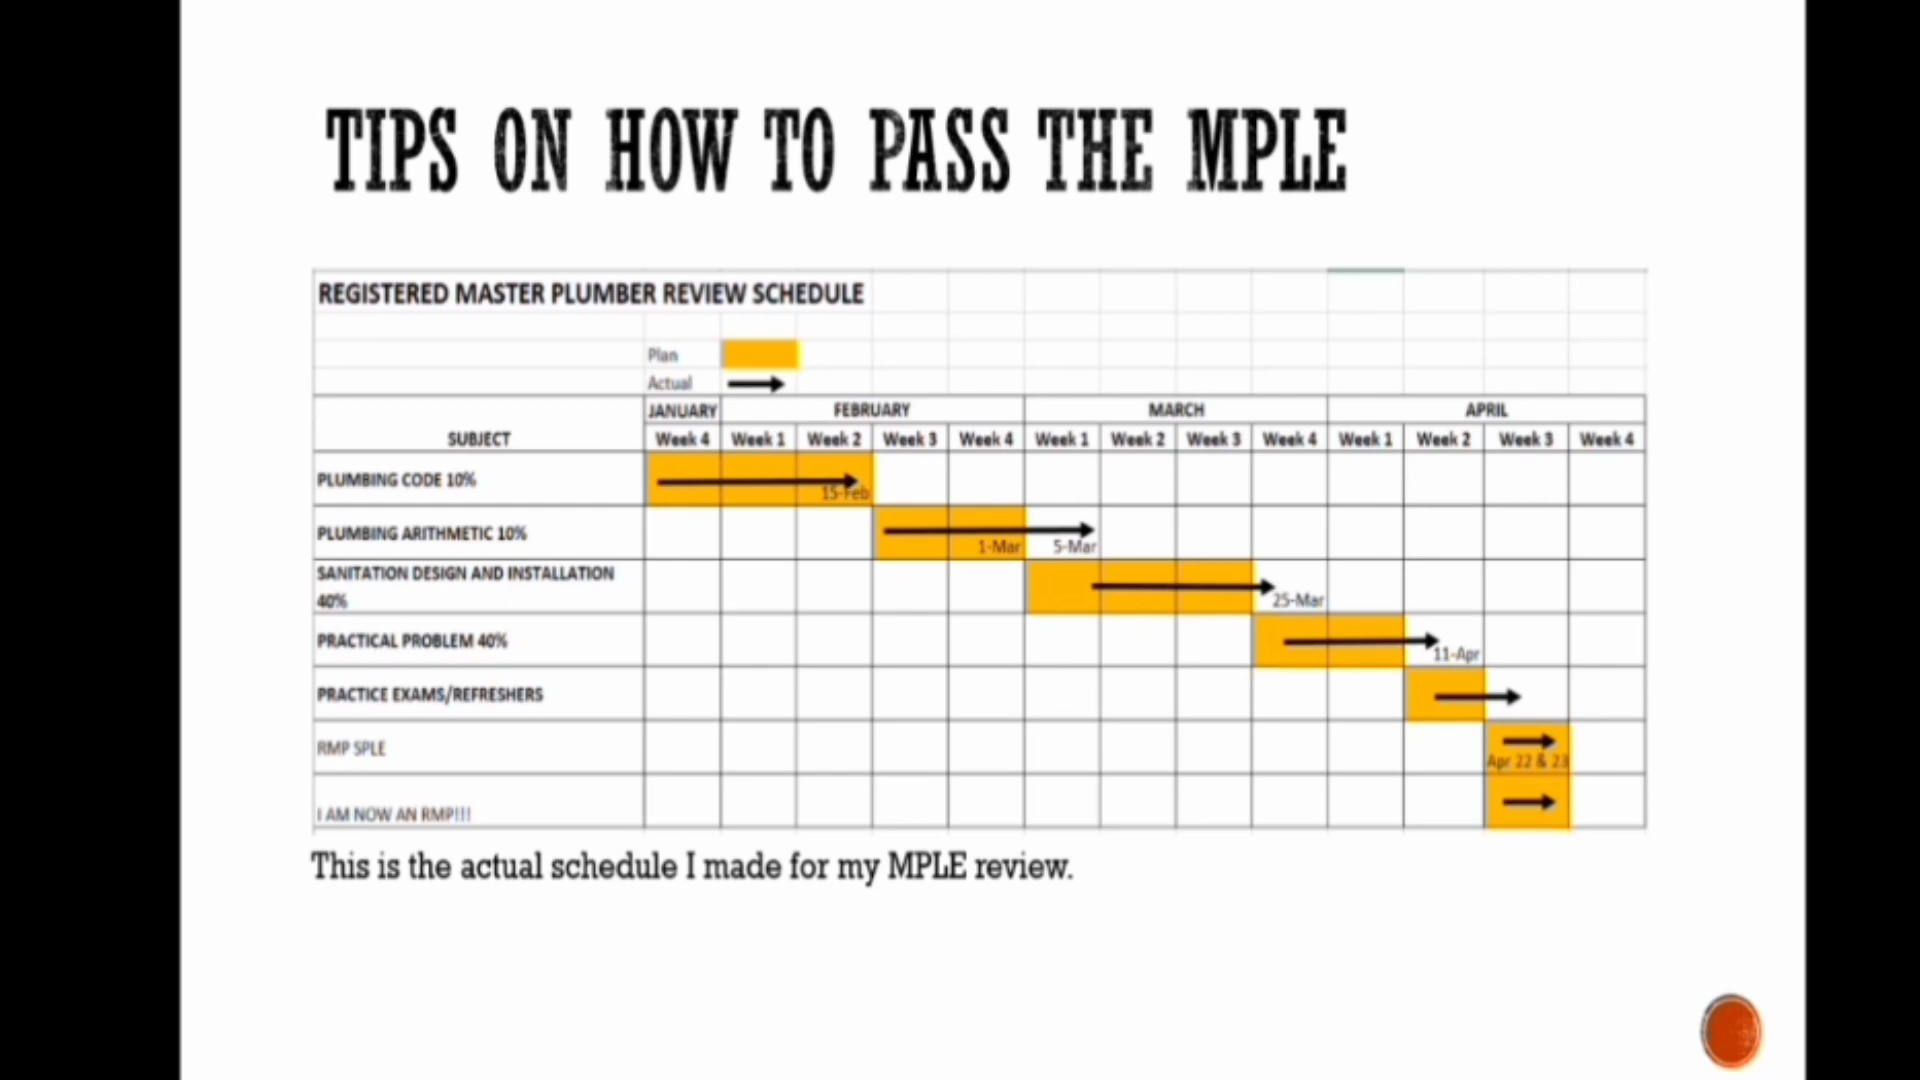 TIPS ON HOW TO PASS THE MPLE
REGISTERED MASTER PLUMBER REVIEW SCHEDULE
Plan
Actual
JANUARY FEBRUARY MARCH APRIL
SUBJECT Week 4 Week 1 Week 2 Week 3 Week 4 Week 1 Week 2 Week 3 Week 4 Week 1 Week 2 Week 3 Week 4
PLUMBING CODE 10%
15-Feb
PLUMBING ARITHMETIC 10%
1-Mar 5-Mar
SANITATION DESIGN AND INSTALLATION
40%
25-Mar
PRACTICAL PROBLEM 40%
11-Apr
PRACTICE EXAMS/REFRESHERS
RMP SPLE
Apr 22 & 23
I AM NOW AN RMP!!!
This is the actual schedule I made for my MPLE review.